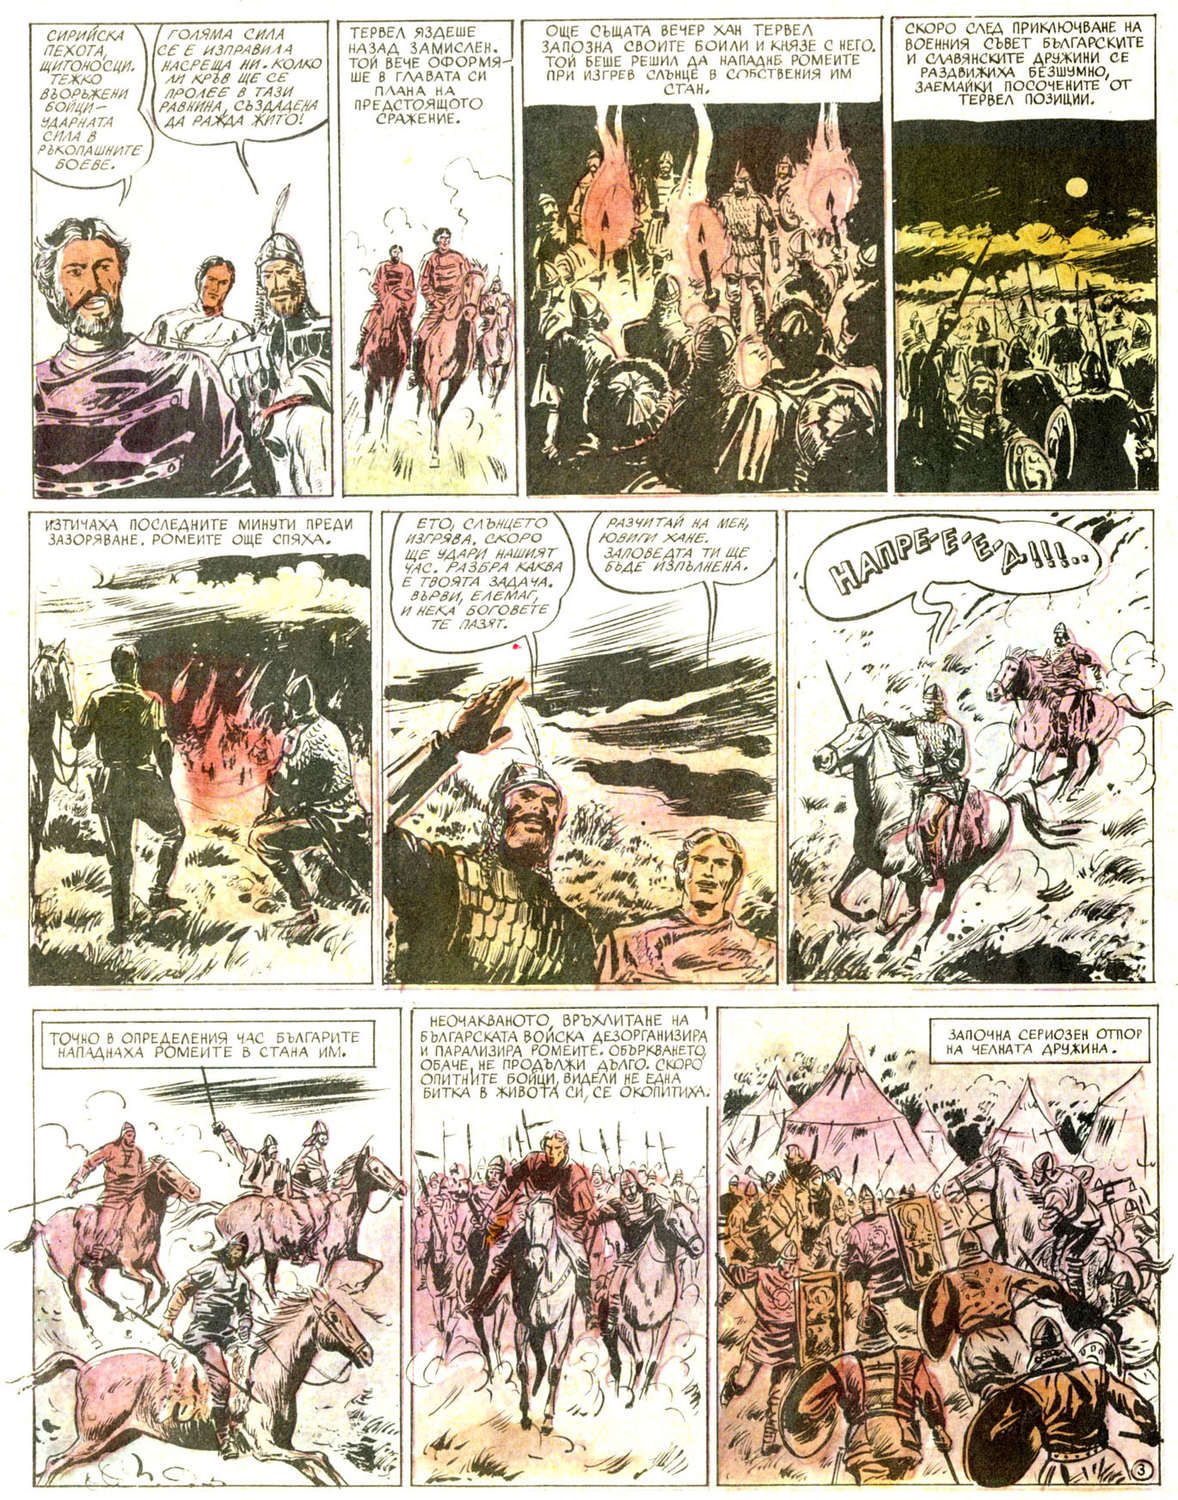 СИРИЙСКА
ПЕХОТА,
ЩИТОНОСЦИ.
ТЕЖКО
ВЪОРЪЖЕНИ
БОЙЦИ-
УДАРНАТА
СИЛА В
РЪКОПАШНИТЕ
БОЕВЕ.
ГОЛЯМА СИЛА
СЕ Е ИЗПРАВИЛА
НАСРЕЩА НИ. КОЛКО
ЛИ КРЪВ ЩЕ СЕ
ПРОЛЕЕ В ТАЗИ
РАВНИНА, СЪЗДАДЕНА
ДА РАЖДА ЖИТО!
ТЕРВЕЛ ЯЗДЕШЕ
НАЗАД ЗАМИСЛЕН.
ТОЙ ВЕЧЕ ОФОРМЯ-
ШЕ В ГЛАВАТА СИ
ПЛАНА НА
ПРЕДСТОЯЩОТО
СРАЖЕНИЕ.
ОЩЕ СЪЩАТА ВЕЧЕР ХАН ТЕРВЕЛ
ЗАПОЗНА СВОИТЕ БОИЛИ И КНЯЗЕ С НЕГО.
ТОЙ БЕШЕ РЕШИЛ ДА НАПАДНЕ РОМЕИТЕ
ПРИ ИЗГРЕВ СЛЪНЦЕ В СОБСТВЕНИЯ ИМ
СТАН.
СКОРО СЛЕД ПРИКЛЮЧВАНЕ НА
ВОЕННИЯ СЪВЕТ БЪЛГАРСКИТЕ
И СЛАВЯНСКИТЕ ДРУЖИНИ СЕ
РАЗДВИЖИХА БЕЗШУМНО,
ЗАЕМАЙКИ ПОСОЧЕНИТЕ ОТ
ТЕРВЕЛ ПОЗИЦИИ.
ИЗТИЧАХА ПОСЛЕДНИТЕ МИНУТИ ПРЕДИ
ЗАЗОРЯВАНЕ. РОМЕИТЕ ОЩЕ СПЯХА.
ЕТО, СЛЪНЦЕТО
ИЗГРЯВА, СКОРО
ЩЕ УДАРИ НАШИЯТ
ЧАС. РАЗБРА КАКВА
Е ТВОЯТА ЗАДАЧА.
ВЪРВИ, ЕЛЕМАГ,
И НЕКА БОГОВЕТЕ
ТЕ ПАЗЯТ.
РАЗЧИТАЙ НА МЕН,
ЮВИГИ ХАНЕ.
ЗАПОВЕДТА ТИ ЩЕ
БЪДЕ ИЗПЪЛНЕНА.
НАПРЕ-Е-Е-Е-Д!!!..
ТОЧНО В ОПРЕДЕЛЕНИЯ ЧАС БЪЛГАРИТЕ
НАПАДНАХА РОМЕИТЕ В СТАНА ИМ.
НЕОЧАКВАНОТО ВРЪХЛИТАНЕ НА
БЪЛГАРСКАТА ВОЙСКА ДЕЗОРГАНИЗИРА
И ПАРАЛИЗИРА РОМЕИТЕ. ОБЪРКВАНЕТО,
ОБАЧЕ, НЕ ПРОДЪЛЖИ ДЪЛГО. СКОРО
ОПИТНИТЕ БОЙЦИ, ВИДЕЛИ НЕ ЕДНА
БИТКА В ЖИВОТА СИ, СЕ ОКОПИТИХА.
ЗАПОЧНА СЕРИОЗЕН ОТПОР
НА ЧЕЛНАТА ДРУЖИНА.
3